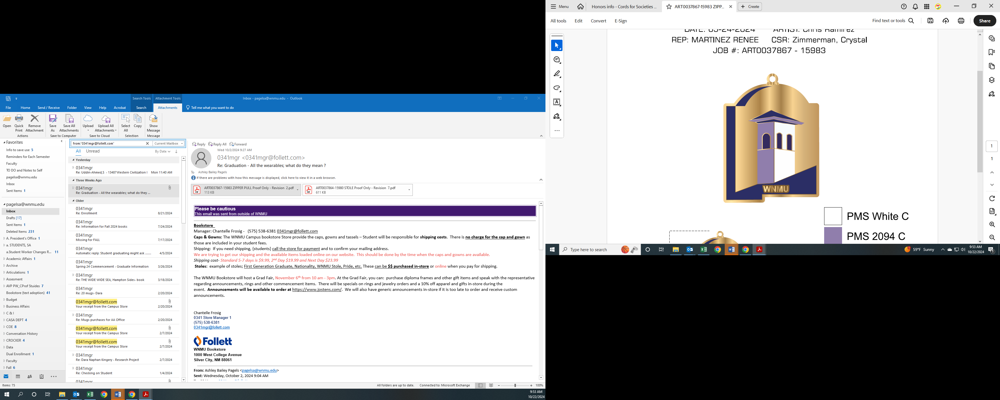 Search Tools
Attachment Tools
Inbox - pagelsa@wnmu.edu - Outlook
File
Home
Send / Receive
Folder
View
Help
Acrobat
Search
Attachments
Tell me what you want to do
Open
Quick Print
Remove Attachment
Save As
Save All Attachments
Upload
Upload All Attachments
Select All
Copy
Show Message
Actions
Save to Computer
Save to Cloud
Selection
Message
Favorites
Info to save use 5
Reminders for Each Semester
Faculty
TO DO and Notes to Self
pagelsa@wnmu.edu
Inbox
Sent Items 1
pagelsa@wnmu.edu
Inbox
Drafts [17]
Sent Items 1
Deleted Items 231
A. President's Office 1
a. STUDENTS, SA
a.Student Worker Changes R... 11
Academic Affairs 1
Archive
Articulations 1
Assesment
AVP PW_CProf Stuides 7
Bookstore (text adoption) 41
Budget
Business Affairs
C & I
CASA DEPT 4
COE 8
Conversation History
CROCKER 4
Data
Dual Enrollment 1
Faculty
Fall 6
from:"0341mgr@follett.com"
Current Mailbox
All
Unread
By Date
Yesterday
0341mgr
Re: Uddin-Ahmed,S - 13487Western Civilization I Mon 11:40 AM
Three Weeks Ago
0341mgr
Re: Graduation - All the wearables; what do they ...
Older
0341mgr
Re: Enrollment 8/21/2024
0341mgr
Re: Information for Fall 2024 books 7/24/2024
0341mgr
Missing for FALL 7/17/2024
0341mgr
Automatic reply: Student graduating might ask ....... 4/5/2024
0341mgr
Spring 24 Commencement - Graduate Information 3/26/2024
0341mgr
Re: THE WIDE WIDE SEA, Hampton Sides- book 3/18/2024
0341mgr
Re: 20 mugs- Dara 2/20/2024
0341mgr@follett.com
Your receipt from the Campus Store 2/20/2024
0341mgr
Re: Mugs purchases for AA Office 2/20/2024
0341mgr@follett.com
Your receipt from the Campus Store 2/7/2024
0341mgr@follett.com
Your receipt from the Campus Store 2/7/2024
0341mgr
Re: Dara Naphan Kingery - Research Project 2/7/2024
0341mgr
Re: Checking on Student 1/4/2024
0341mgr
Reply Reply All Forward
Wed 10/2/2024 9:27 AM
0341mgr <0341mgr@follett.com>
Re: Graduation - All the wearables; what do they mean ?
To Ashley Bailey Pagels
If there are problems with how this message is displayed, click here to view it in a web browser.
ART0037867-15983 ZIPPER PULL Proof Only - Revision 2.pdf
113 KB
ART0037864-15980 STOLE Proof Only - Revision 7.pdf
611 KB
Please be cautious
This email was sent from outside of WNMU
Bookstore
Manager: Chantelle Frosig - (575) 538-6381 0341mgr@follett.com
Caps & Gowns: The WNMU Campus bookstore Store provide the caps, gowns and tassels – Student will be responsible for shipping costs. There is no charge for the cap and gown as
those are included in your student fees.
Shipping: If you need shipping, {students} call the store for payment and to confirm your mailing address.
We are trying to get our shipping and the available items loaded online on our website. This should be done by the time when the caps and gowns are available.
Shipping cost- Standard 5-7 days is $9.99, 2nd Day $19.99 and Next Day $23.99
Stoles: example of stoles; First Generation Graduate, Nationality, WNMU Stole, Pride, etc. These can be $$ purchased in-store or online when you pay for shipping.
The WNMU Bookstore will host a Grad Fair, November 6th from 10 am - 3pm. At the Grad Fair, you can: purchase diploma frames and other gift items and speak with the representative
regarding announcements, rings and other commencement items. There will be specials on rings and jewelry orders and a 10% off apparel and gifts in-store during the
event. Announcements will be available to order at https://www.jostens.com/. We will also have generic announcements in-store if it is too late to order and receive custom
announcements.
Chantelle Frosig
0341 Store Manager 1
(575) 538-6381
0341mgr@follett.com
Follett
WNMU Bookstore
1000 West College Avenue
Silver City, NM 88061
From: Ashley Bailey Pagels <pagelsa@wnmu.edu>
Sent: Wednesday, October 2, 2024 9:04 AM
Items: 75
All folders are up to date.
Connected to: Microsoft Exchange
100%
9:53 AM
10/22/2024
Menu
Honors info - Cords for Societies ...
ART0037867-15983 ZIPP...
Create
All tools
Edit
Convert
E-Sign
Find text or tools
Share
DATE: 05-24-2024 ARTIST: Chris Ramirez
REP: MARTINEZ RENEE CSR: Zimmerman, Crystal
JOB #: ART0037867 - 15983
WNMU
PMS White C
PMS 2094 C
1
1
Type here to search
59°F Sunny
9:53 AM
10/22/2024